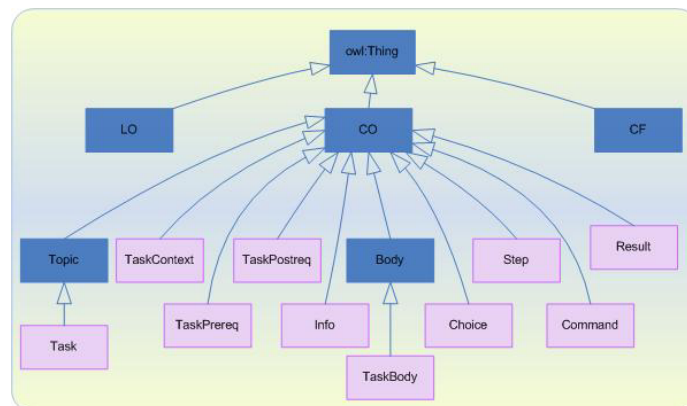 owl:Thing
LO
CO
CF
Topic
TaskContext
TaskPostreq
Body
Step
Result
TaskPrereq
Info
Choice
Command
Task
TaskBody